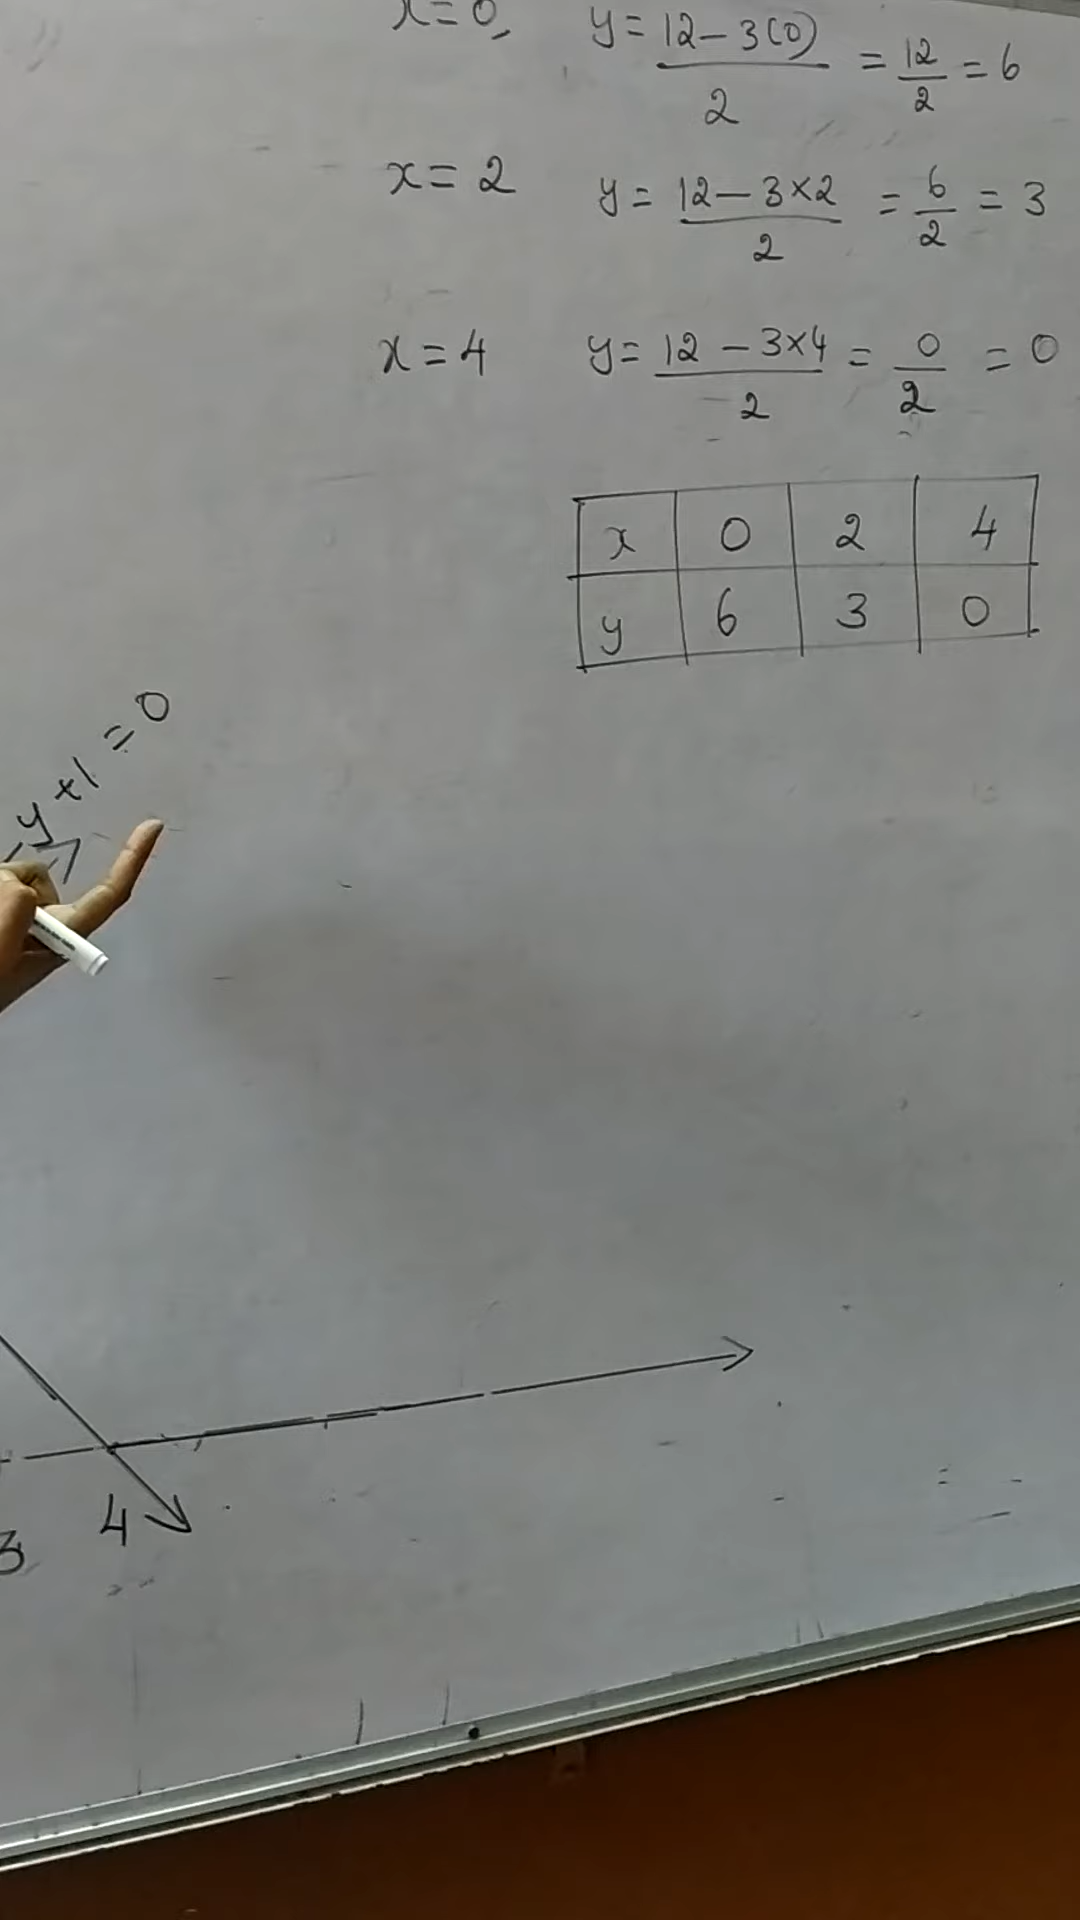 x=0, y= 12-3(0)/2 = 12/2 = 6
x=2 y= 12-3×2/2 = 6/2 = 3
x=4 y= 12-3×4/2 = 0/2 = 0
x 0 2 4
y 6 3 0
y+1=0
3 4